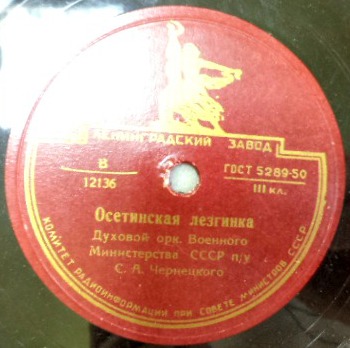 ЛЕНИНГРАДСКИЙ ЗАВОД
В
12136
ГОСТ 5289-50
III кл.
Осетинская лезгинка
Духовой орк. Военного
Министерства СССР п/у
С. А. Чернецкого
КОМИТЕТ РАДИОИНФОРМАЦИИ ПРИ СОВЕТЕ МИНИСТРОВ СССР